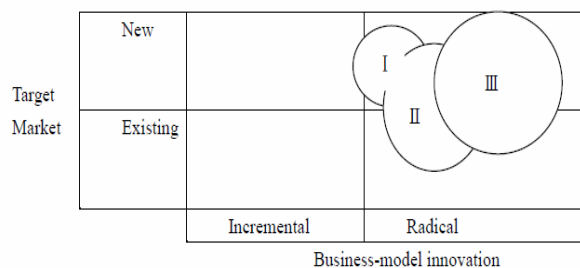 New
Target
Market
Existing
I
II
III
Incremental
Radical
Business-model innovation